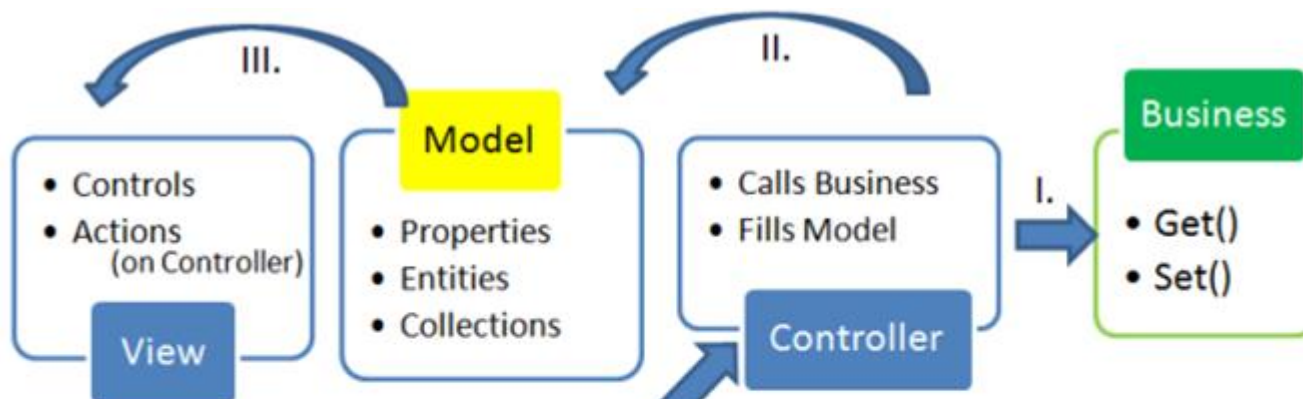 III.
II.
Model
Business
• Controls
• Actions
(on Controller)
View
• Properties
• Entities
• Collections
• Calls Business
• Fills Model
Controller
I.
• Get()
• Set()